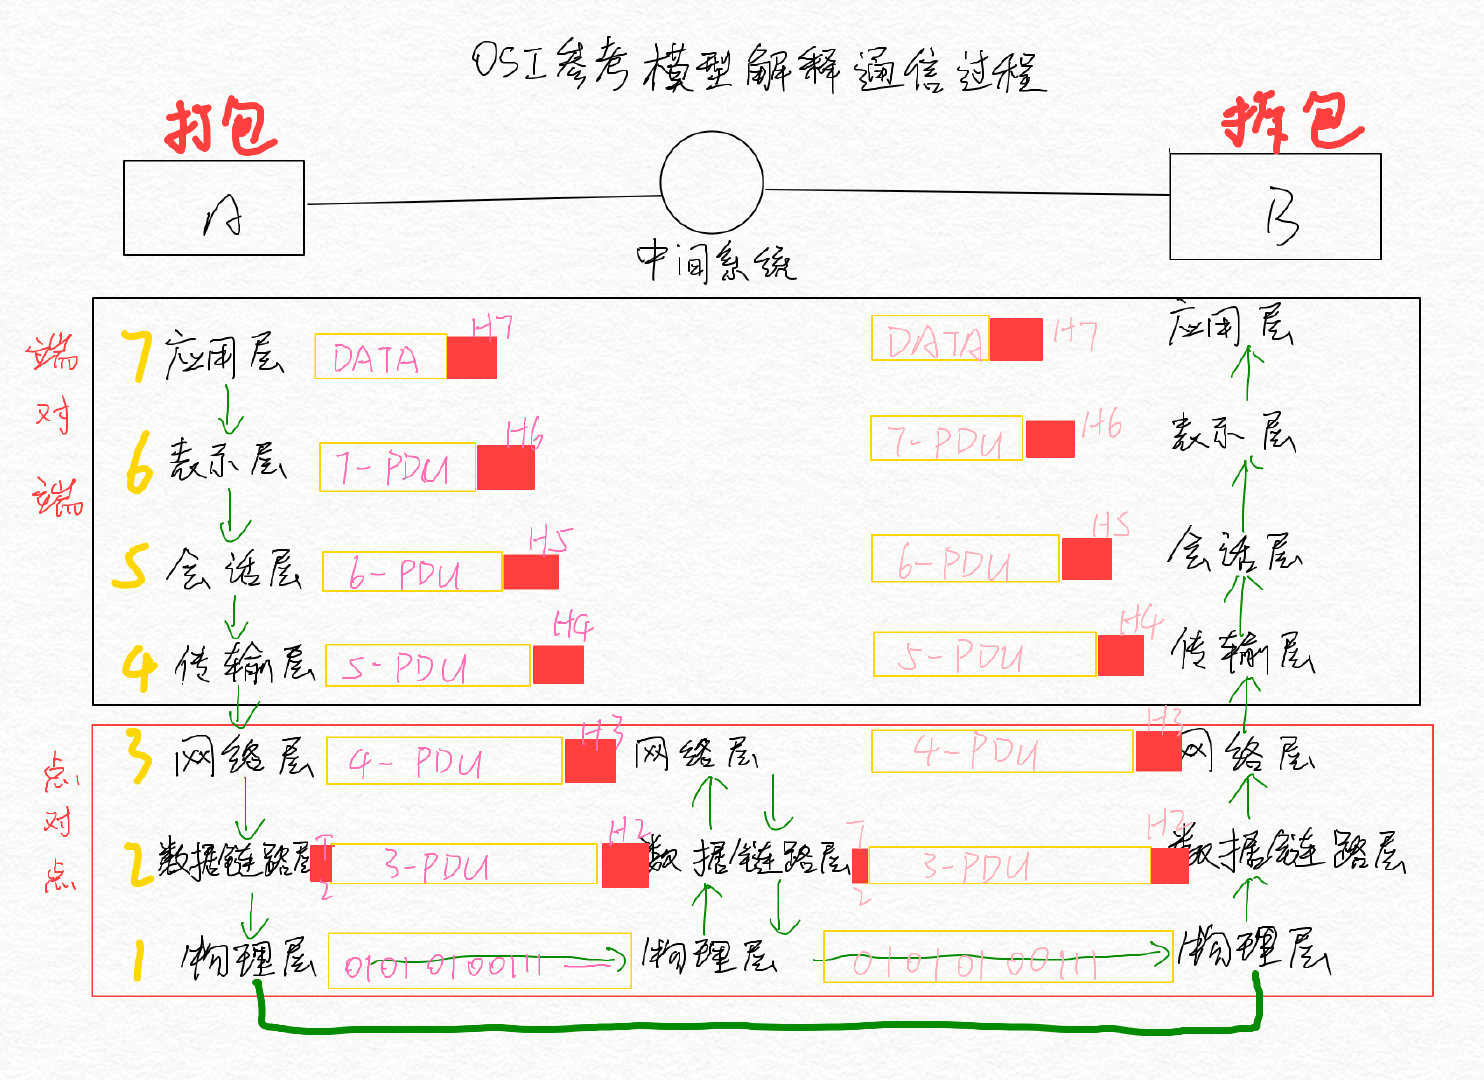 OSI参考模型解释通信过程
打包 拆包
A B
中间系统
端对端
7 应用层 DATA H7 DATA H7 应用层
6 表示层 7-PDU H6 7-PDU H6 表示层
5 会话层 6-PDU H5 6-PDU H5 会话层
4 传输层 5-PDU H4 5-PDU H4 传输层
点对点
3 网络层 4-PDU H3 网络层 4-PDU H3 网络层
2 数据链路层 T2 3-PDU H2 数据链路层 T2 3-PDU H2 数据链路层
1 物理层 01010100111 物理层 01010100111 物理层